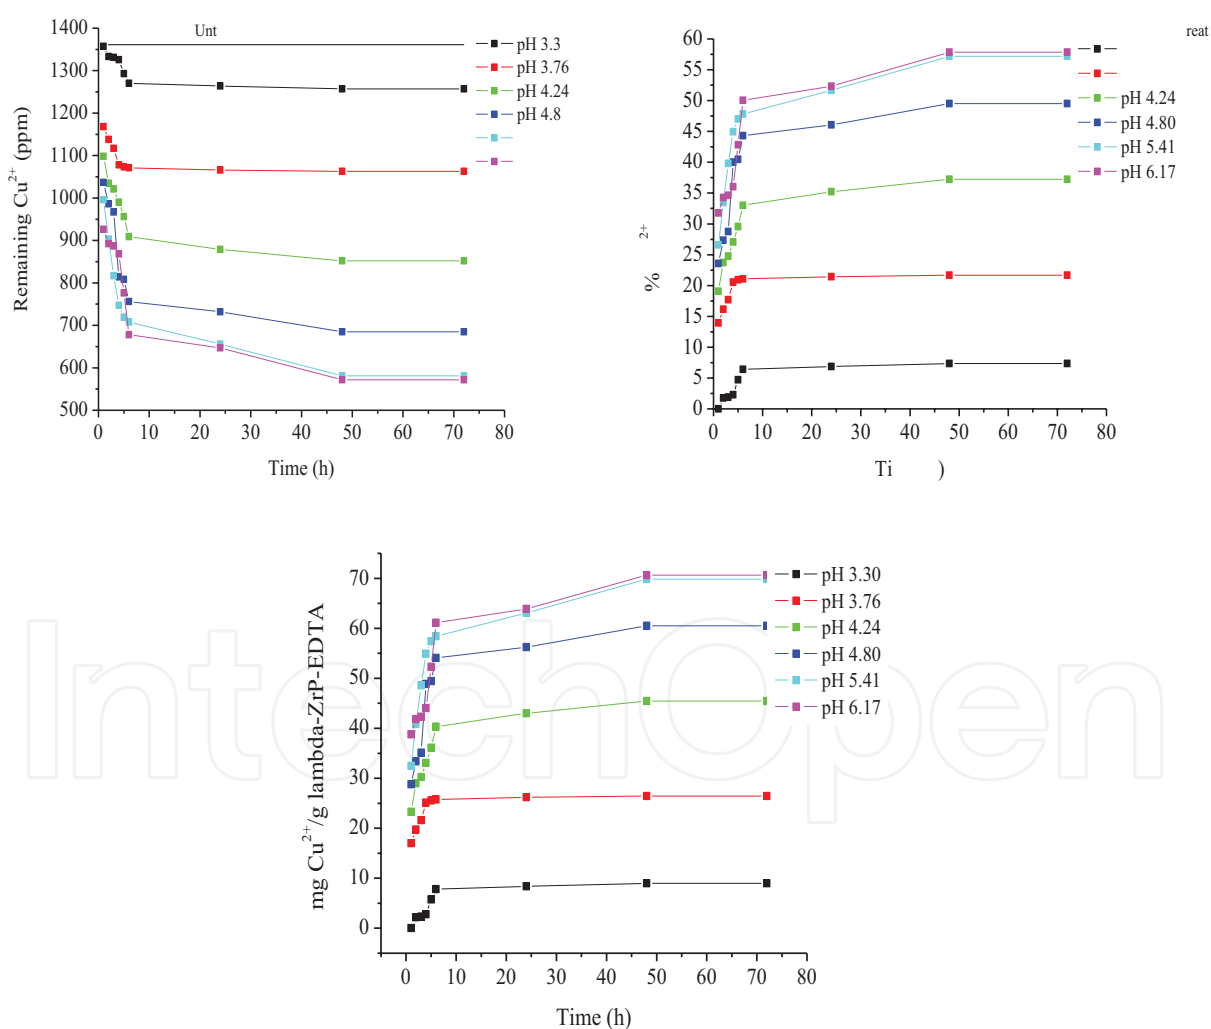 1400
1300
1200
1100
1000
900
800
700
600
500
0 10 20 30 40 50 60 70 80
Remaining Cu²⁺ (ppm)
Time (h)
Unt
pH 3.3
pH 3.76
pH 4.24
pH 4.8
60
55
50
45
40
35
30
25
20
15
10
5
0
0 10 20 30 40 50 60 70 80
% 2+
Ti )
reat
pH 4.24
pH 4.80
pH 5.41
pH 6.17
70
60
50
40
30
20
10
0
0 10 20 30 40 50 60 70 80
mg Cu²⁺/g lambda-ZrP-EDTA
Time (h)
pH 3.30
pH 3.76
pH 4.24
pH 4.80
pH 5.41
pH 6.17
IntechOpen